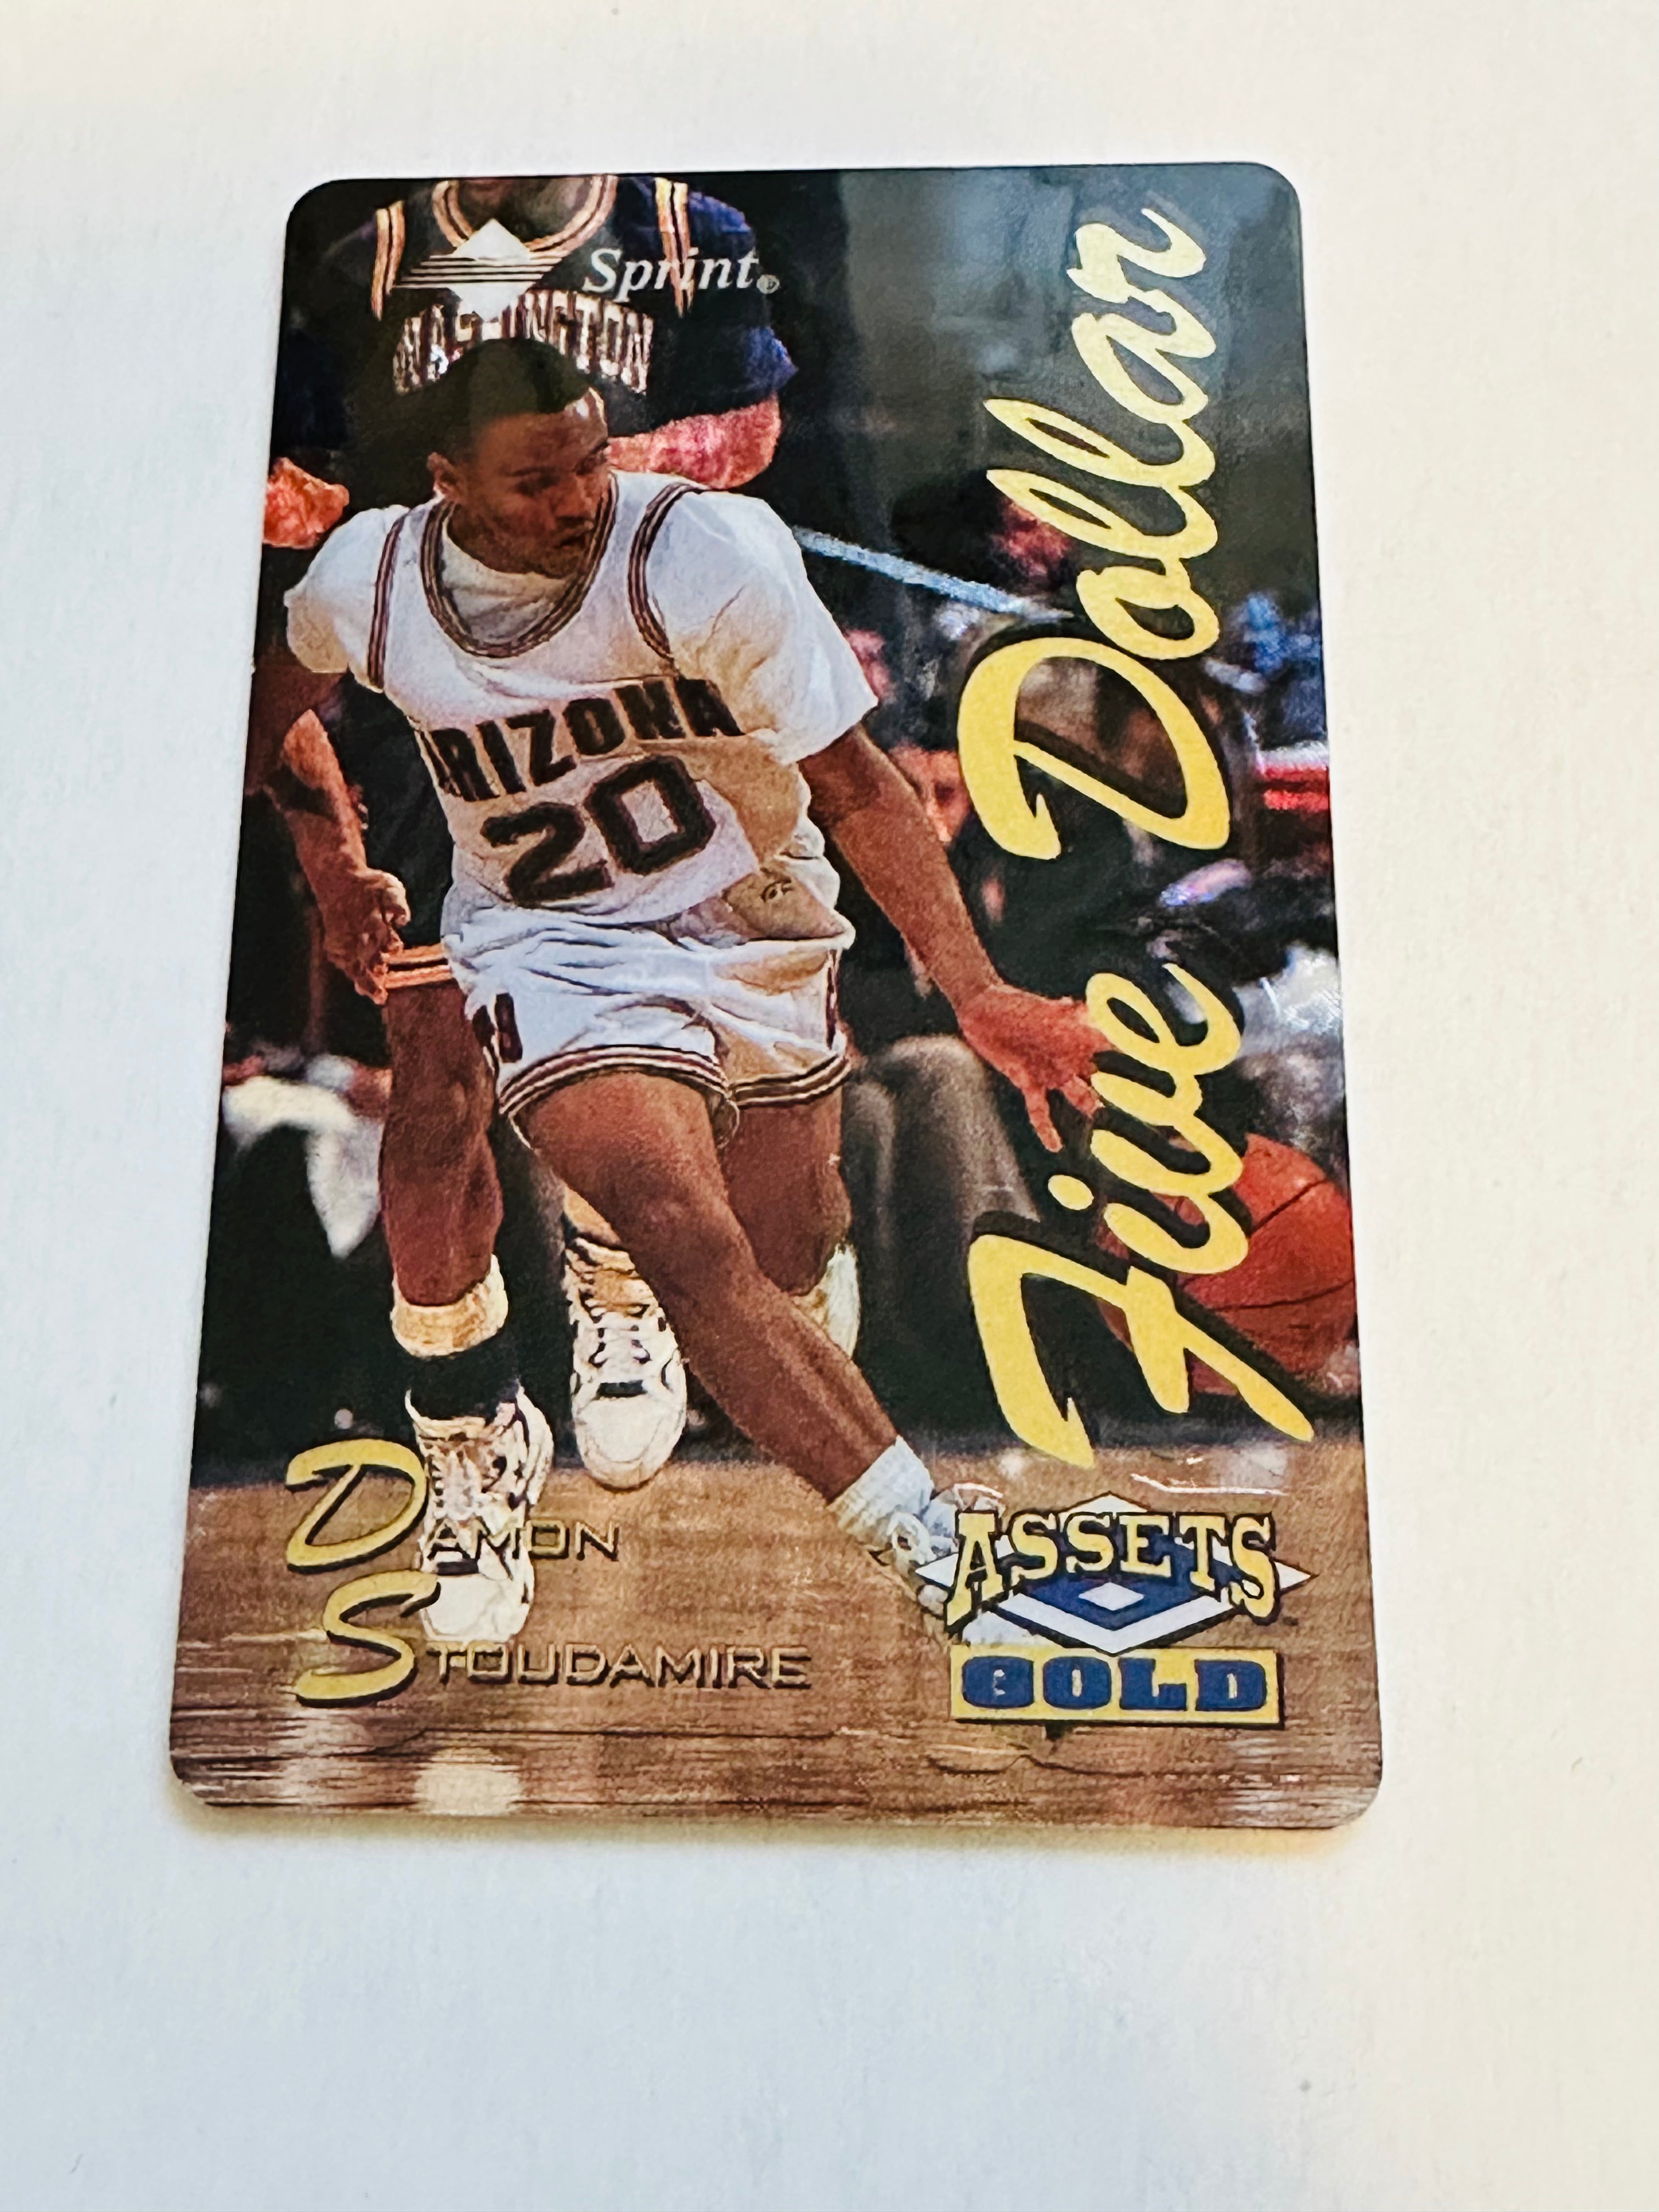 Sprint®
WASHINGTON
ARIZONA
20
Five Dollar
DAMON
STOUDAMIRE
ASSETS
GOLD